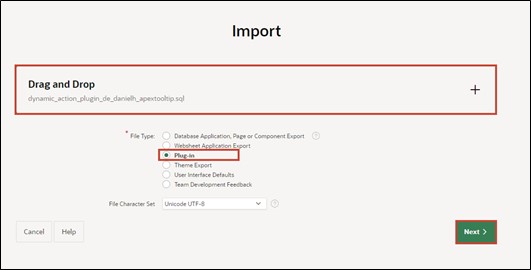 Import
Drag and Drop
dynamic_action_plugin_de_danielh_apextooltip.sql
* File Type:
Database Application, Page or Component Export
Websheet Application Export
Plug-in
Theme Export
User Interface Defaults
Team Development Feedback
File Character Set
Unicode UTF-8
Cancel
Help
Next